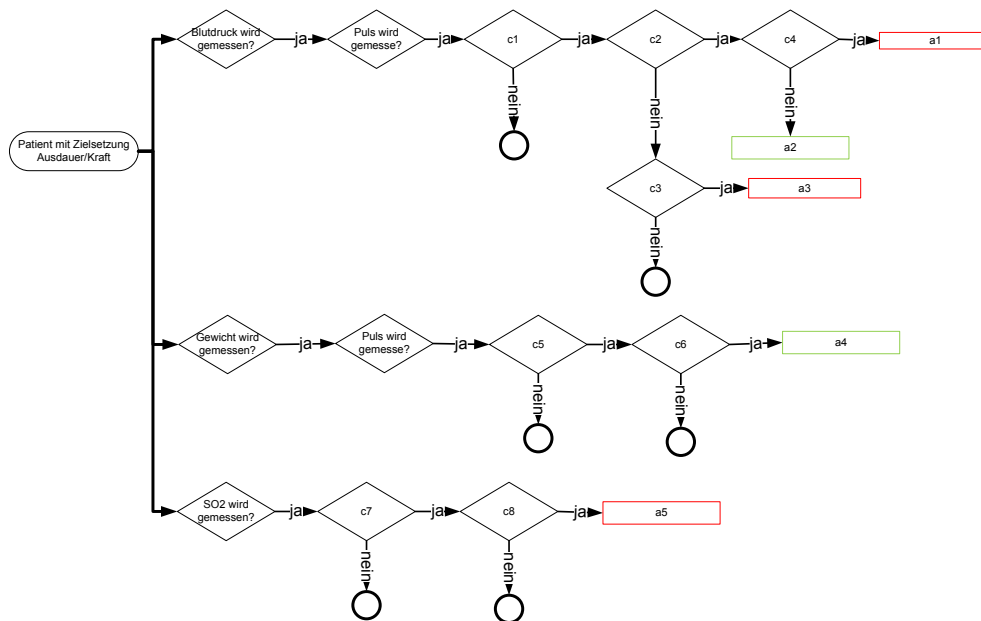 Blutdruck wird
gemessen?
ja
Puls wird
gemesse?
ja
c1
ja
c2
ja
c4
ja
a1
nein
nein
nein
Patient mit Zielsetzung
Ausdauer/Kraft
a2
c3
ja
a3
nein
Gewicht wird
gemessen?
ja
Puls wird
gemesse?
ja
c5
ja
c6
ja
a4
nein
nein
SO2 wird
gemessen?
ja
c7
ja
c8
ja
a5
nein
nein